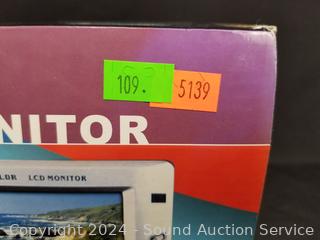 109.
5139
NITOR
LCD MONITOR
Copyright 2024 - Sound Auction Service